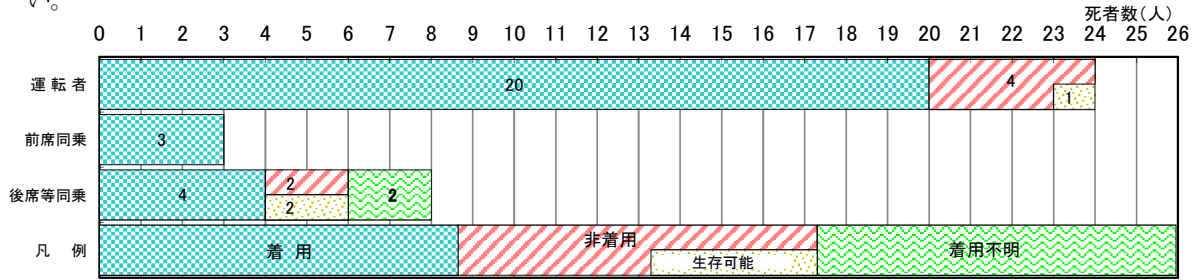 い。
死者数(人)
0 1 2 3 4 5 6 7 8 9 10 11 12 13 14 15 16 17 18 19 20 21 22 23 24 25 26
運転者 20 4 1
前席同乗 3
後席等同乗 4 2 2 2
凡 例 着 用 非着用 生存可能 着用不明